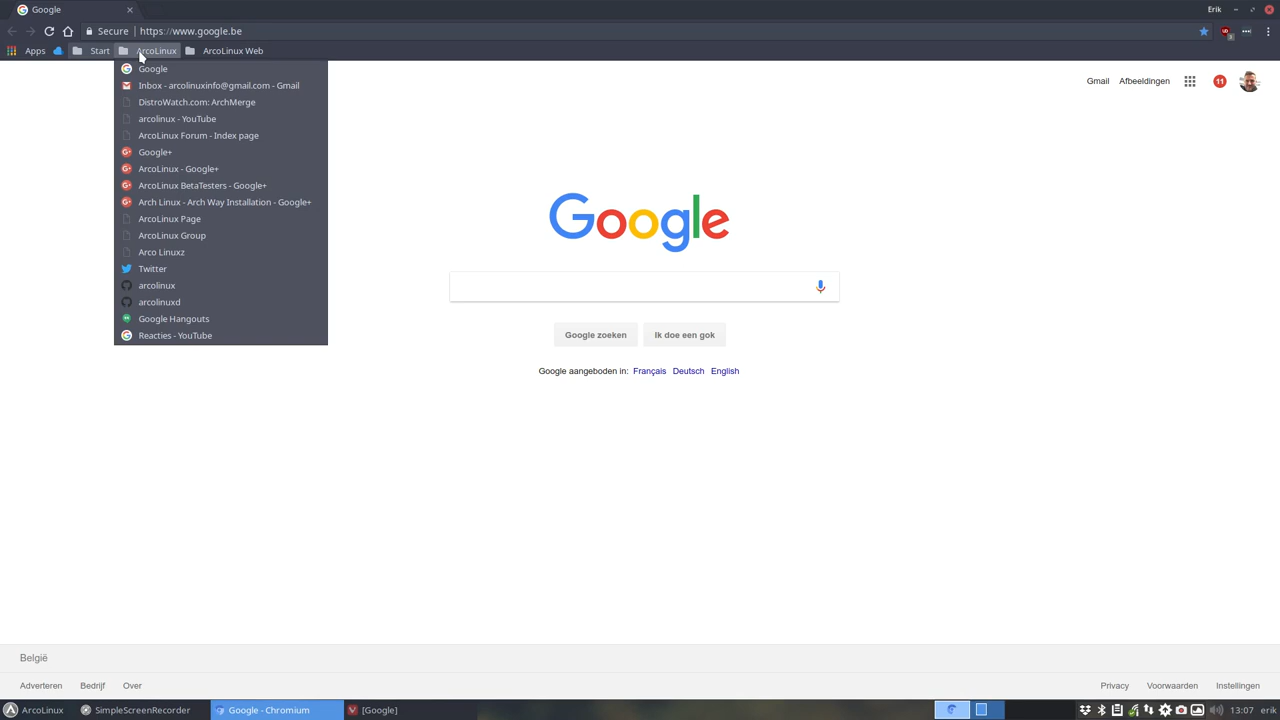 Google
Erik
Secure
https://www.google.be
Apps
Start
ArcoLinux
ArcoLinux Web
Google
Inbox - arcolinuxinfo@gmail.com - Gmail
DistroWatch.com: ArchMerge
arcolinux - YouTube
ArcoLinux Forum - Index page
Google+
ArcoLinux - Google+
ArcoLinux BetaTesters - Google+
Arch Linux - Arch Way Installation - Google+
ArcoLinux Page
ArcoLinux Group
Arco Linuxz
Twitter
arcolinux
arcolinuxd
Google Hangouts
Reacties - YouTube
Gmail
Afbeeldingen
11
Google
Google zoeken
Ik doe een gok
Google aangeboden in: Français Deutsch English
België
Adverteren Bedrijf Over
Privacy Voorwaarden Instellingen
ArcoLinux
SimpleScreenRecorder
Google - Chromium
[Google]
13:07 erik